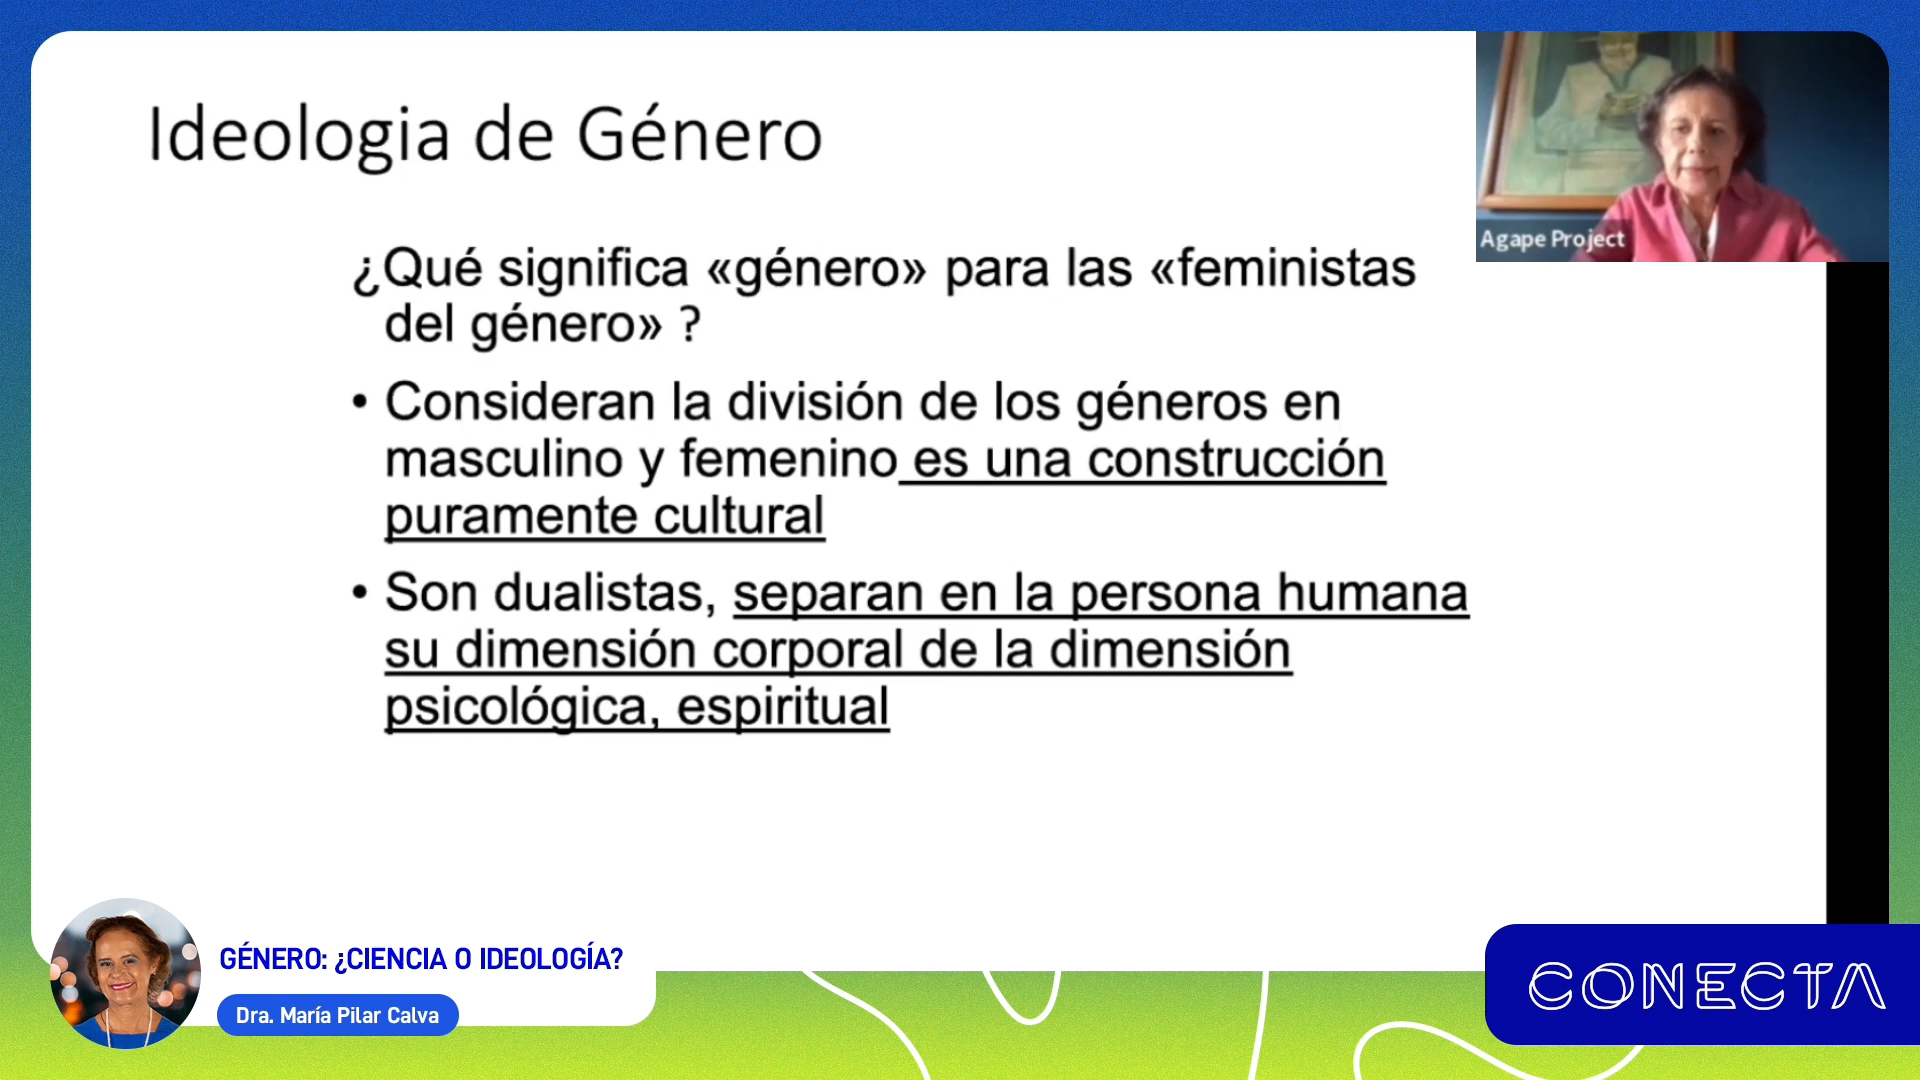 Ideologia de Género
¿Qué significa «género» para las «feministas
del género» ?
• Consideran la división de los géneros en
masculino y femenino es una construcción
puramente cultural
• Son dualistas, separan en la persona humana
su dimensión corporal de la dimensión
psicológica, espiritual
Agape Project
GÉNERO: ¿CIENCIA O IDEOLOGÍA?
Dra. María Pilar Calva
CONECTA